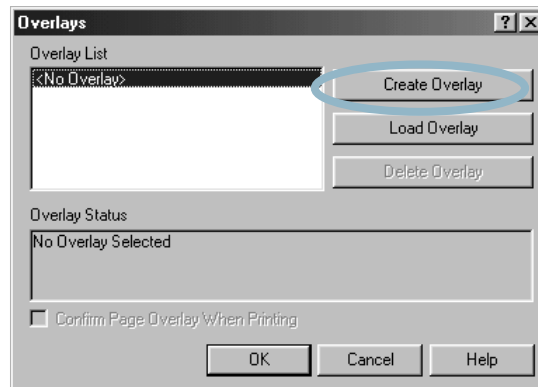 Overlays
Overlay List
<No Overlay>
Create Overlay
Load Overlay
Delete Overlay
Overlay Status
No Overlay Selected
Confirm Page Overlay When Printing
OK Cancel Help